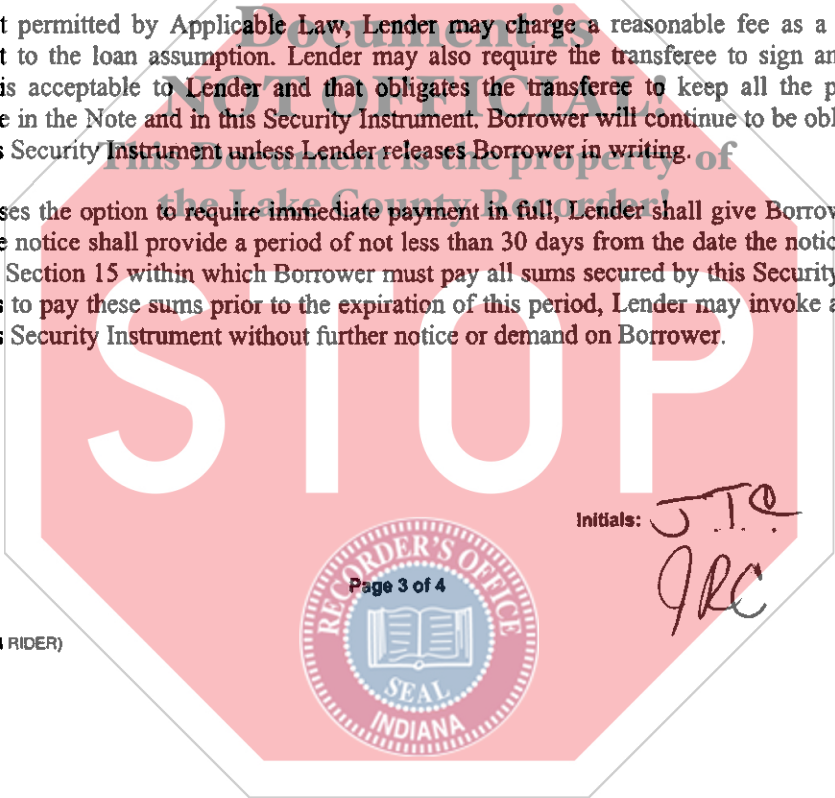 t permitted by Applicable Law, Lender may charge a reasonable fee as a
t to the loan assumption. Lender may also require the transferee to sign an
is acceptable to Lender and that obligates the transferee to keep all the p
e in the Note and in this Security Instrument. Borrower will continue to be obl
s Security Instrument unless Lender releases Borrower in writing.
Document is
NOT OFFICIAL!
This Document is the property of
the Lake County Recorder!
ses the option to require immediate payment in full, Lender shall give Borrow
e notice shall provide a period of not less than 30 days from the date the notic
Section 15 within which Borrower must pay all sums secured by this Security
s to pay these sums prior to the expiration of this period, Lender may invoke a
s Security Instrument without further notice or demand on Borrower.
STOP
Initials: J.T.C.
JRC
RECORDER'S OFFICE
Page 3 of 4
SEAL
INDIANA
RIDER)